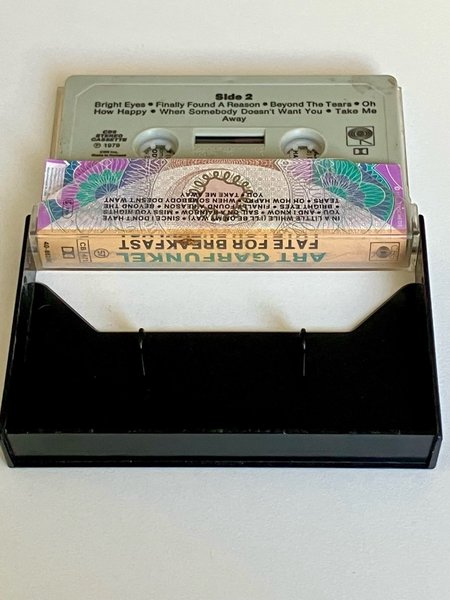 Side 2
Bright Eyes • Finally Found A Reason • Beyond The Tears • Oh
How Happy • When Somebody Doesn't Want You • Take Me
Away
CBS
STEREO
CASSETTE
℗ 1979
IN A LITTLE WHILE (I'LL BE ON MY WAY) • SINCE I DON'T HAVE
YOU • AND I KNOW • SAIL ON A RAINBOW • MISS YOU NIGHTS
• BRIGHT EYES • FINALLY FOUND A REASON • BEYOND THE
TEARS • OH HOW HAPPY • WHEN SOMEBODY DOESN'T WANT
YOU • TAKE ME AWAY
ART GARFUNKEL
FATE FOR BREAKFAST